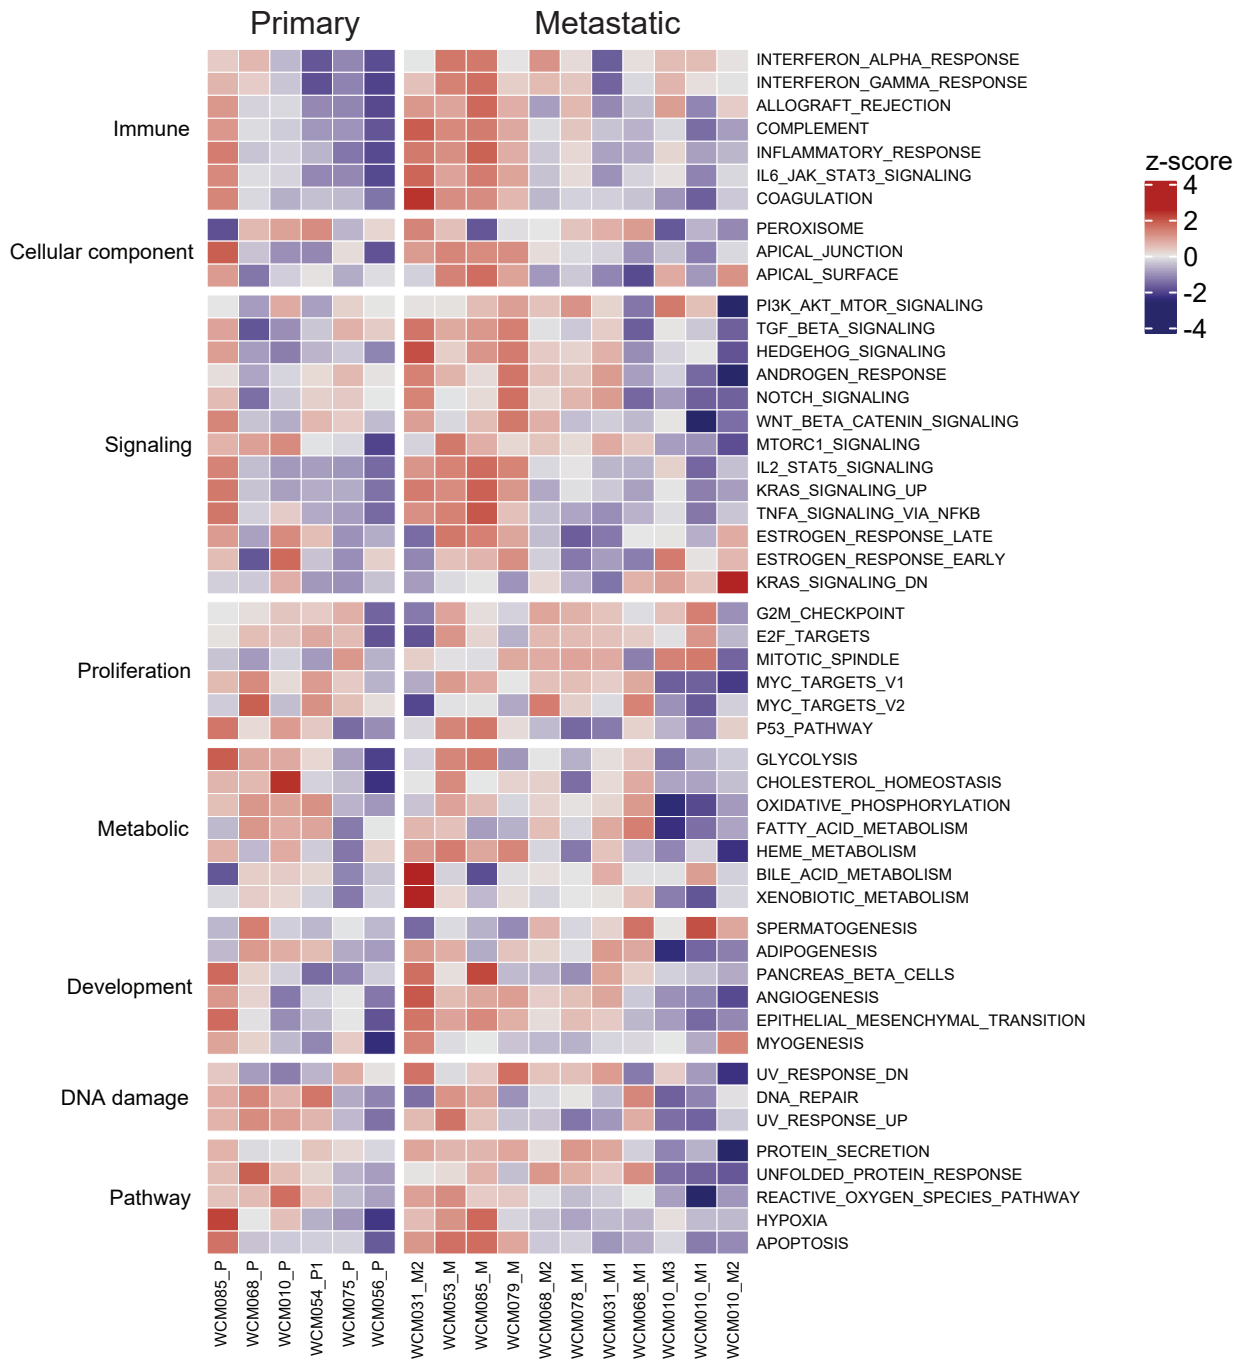 Primary
Metastatic
INTERFERON_ALPHA_RESPONSE
INTERFERON_GAMMA_RESPONSE
ALLOGRAFT_REJECTION
Immune
COMPLEMENT
INFLAMMATORY_RESPONSE
IL6_JAK_STAT3_SIGNALING
COAGULATION
z-score
4
2
0
-2
-4
PEROXISOME
Cellular component
APICAL_JUNCTION
APICAL_SURFACE
PI3K_AKT_MTOR_SIGNALING
TGF_BETA_SIGNALING
HEDGEHOG_SIGNALING
ANDROGEN_RESPONSE
NOTCH_SIGNALING
WNT_BETA_CATENIN_SIGNALING
Signaling
MTORC1_SIGNALING
IL2_STAT5_SIGNALING
KRAS_SIGNALING_UP
TNFA_SIGNALING_VIA_NFKB
ESTROGEN_RESPONSE_LATE
ESTROGEN_RESPONSE_EARLY
KRAS_SIGNALING_DN
G2M_CHECKPOINT
E2F_TARGETS
MITOTIC_SPINDLE
Proliferation
MYC_TARGETS_V1
MYC_TARGETS_V2
P53_PATHWAY
GLYCOLYSIS
CHOLESTEROL_HOMEOSTASIS
OXIDATIVE_PHOSPHORYLATION
Metabolic
FATTY_ACID_METABOLISM
HEME_METABOLISM
BILE_ACID_METABOLISM
XENOBIOTIC_METABOLISM
SPERMATOGENESIS
ADIPOGENESIS
PANCREAS_BETA_CELLS
Development
ANGIOGENESIS
EPITHELIAL_MESENCHYMAL_TRANSITION
MYOGENESIS
UV_RESPONSE_DN
DNA damage
DNA_REPAIR
UV_RESPONSE_UP
PROTEIN_SECRETION
UNFOLDED_PROTEIN_RESPONSE
Pathway
REACTIVE_OXYGEN_SPECIES_PATHWAY
HYPOXIA
APOPTOSIS
WCM085_P
WCM068_P
WCM010_P
WCM054_P1
WCM075_P
WCM056_P
WCM031_M2
WCM053_M
WCM085_M
WCM079_M
WCM068_M2
WCM078_M1
WCM031_M1
WCM068_M1
WCM010_M3
WCM010_M1
WCM010_M2